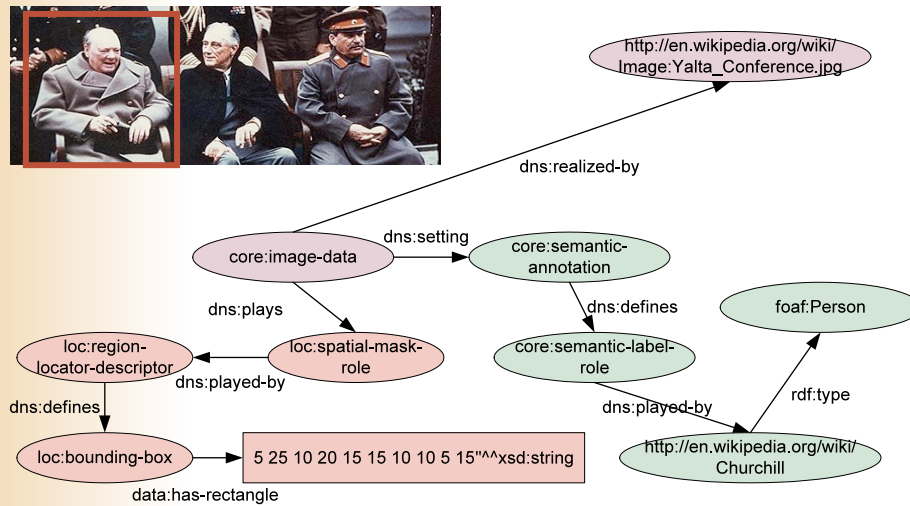 http://en.wikipedia.org/wiki/
Image:Yalta_Conference.jpg
dns:realized-by
dns:setting
core:image-data
core:semantic-
annotation
dns:plays
dns:defines
foaf:Person
loc:region-
locator-descriptor
loc:spatial-mask-
role
core:semantic-label-
role
dns:played-by
dns:defines
dns:played-by
rdf:type
loc:bounding-box
5 25 10 20 15 15 10 10 5 15"^^xsd:string
http://en.wikipedia.org/wiki/
Churchill
data:has-rectangle